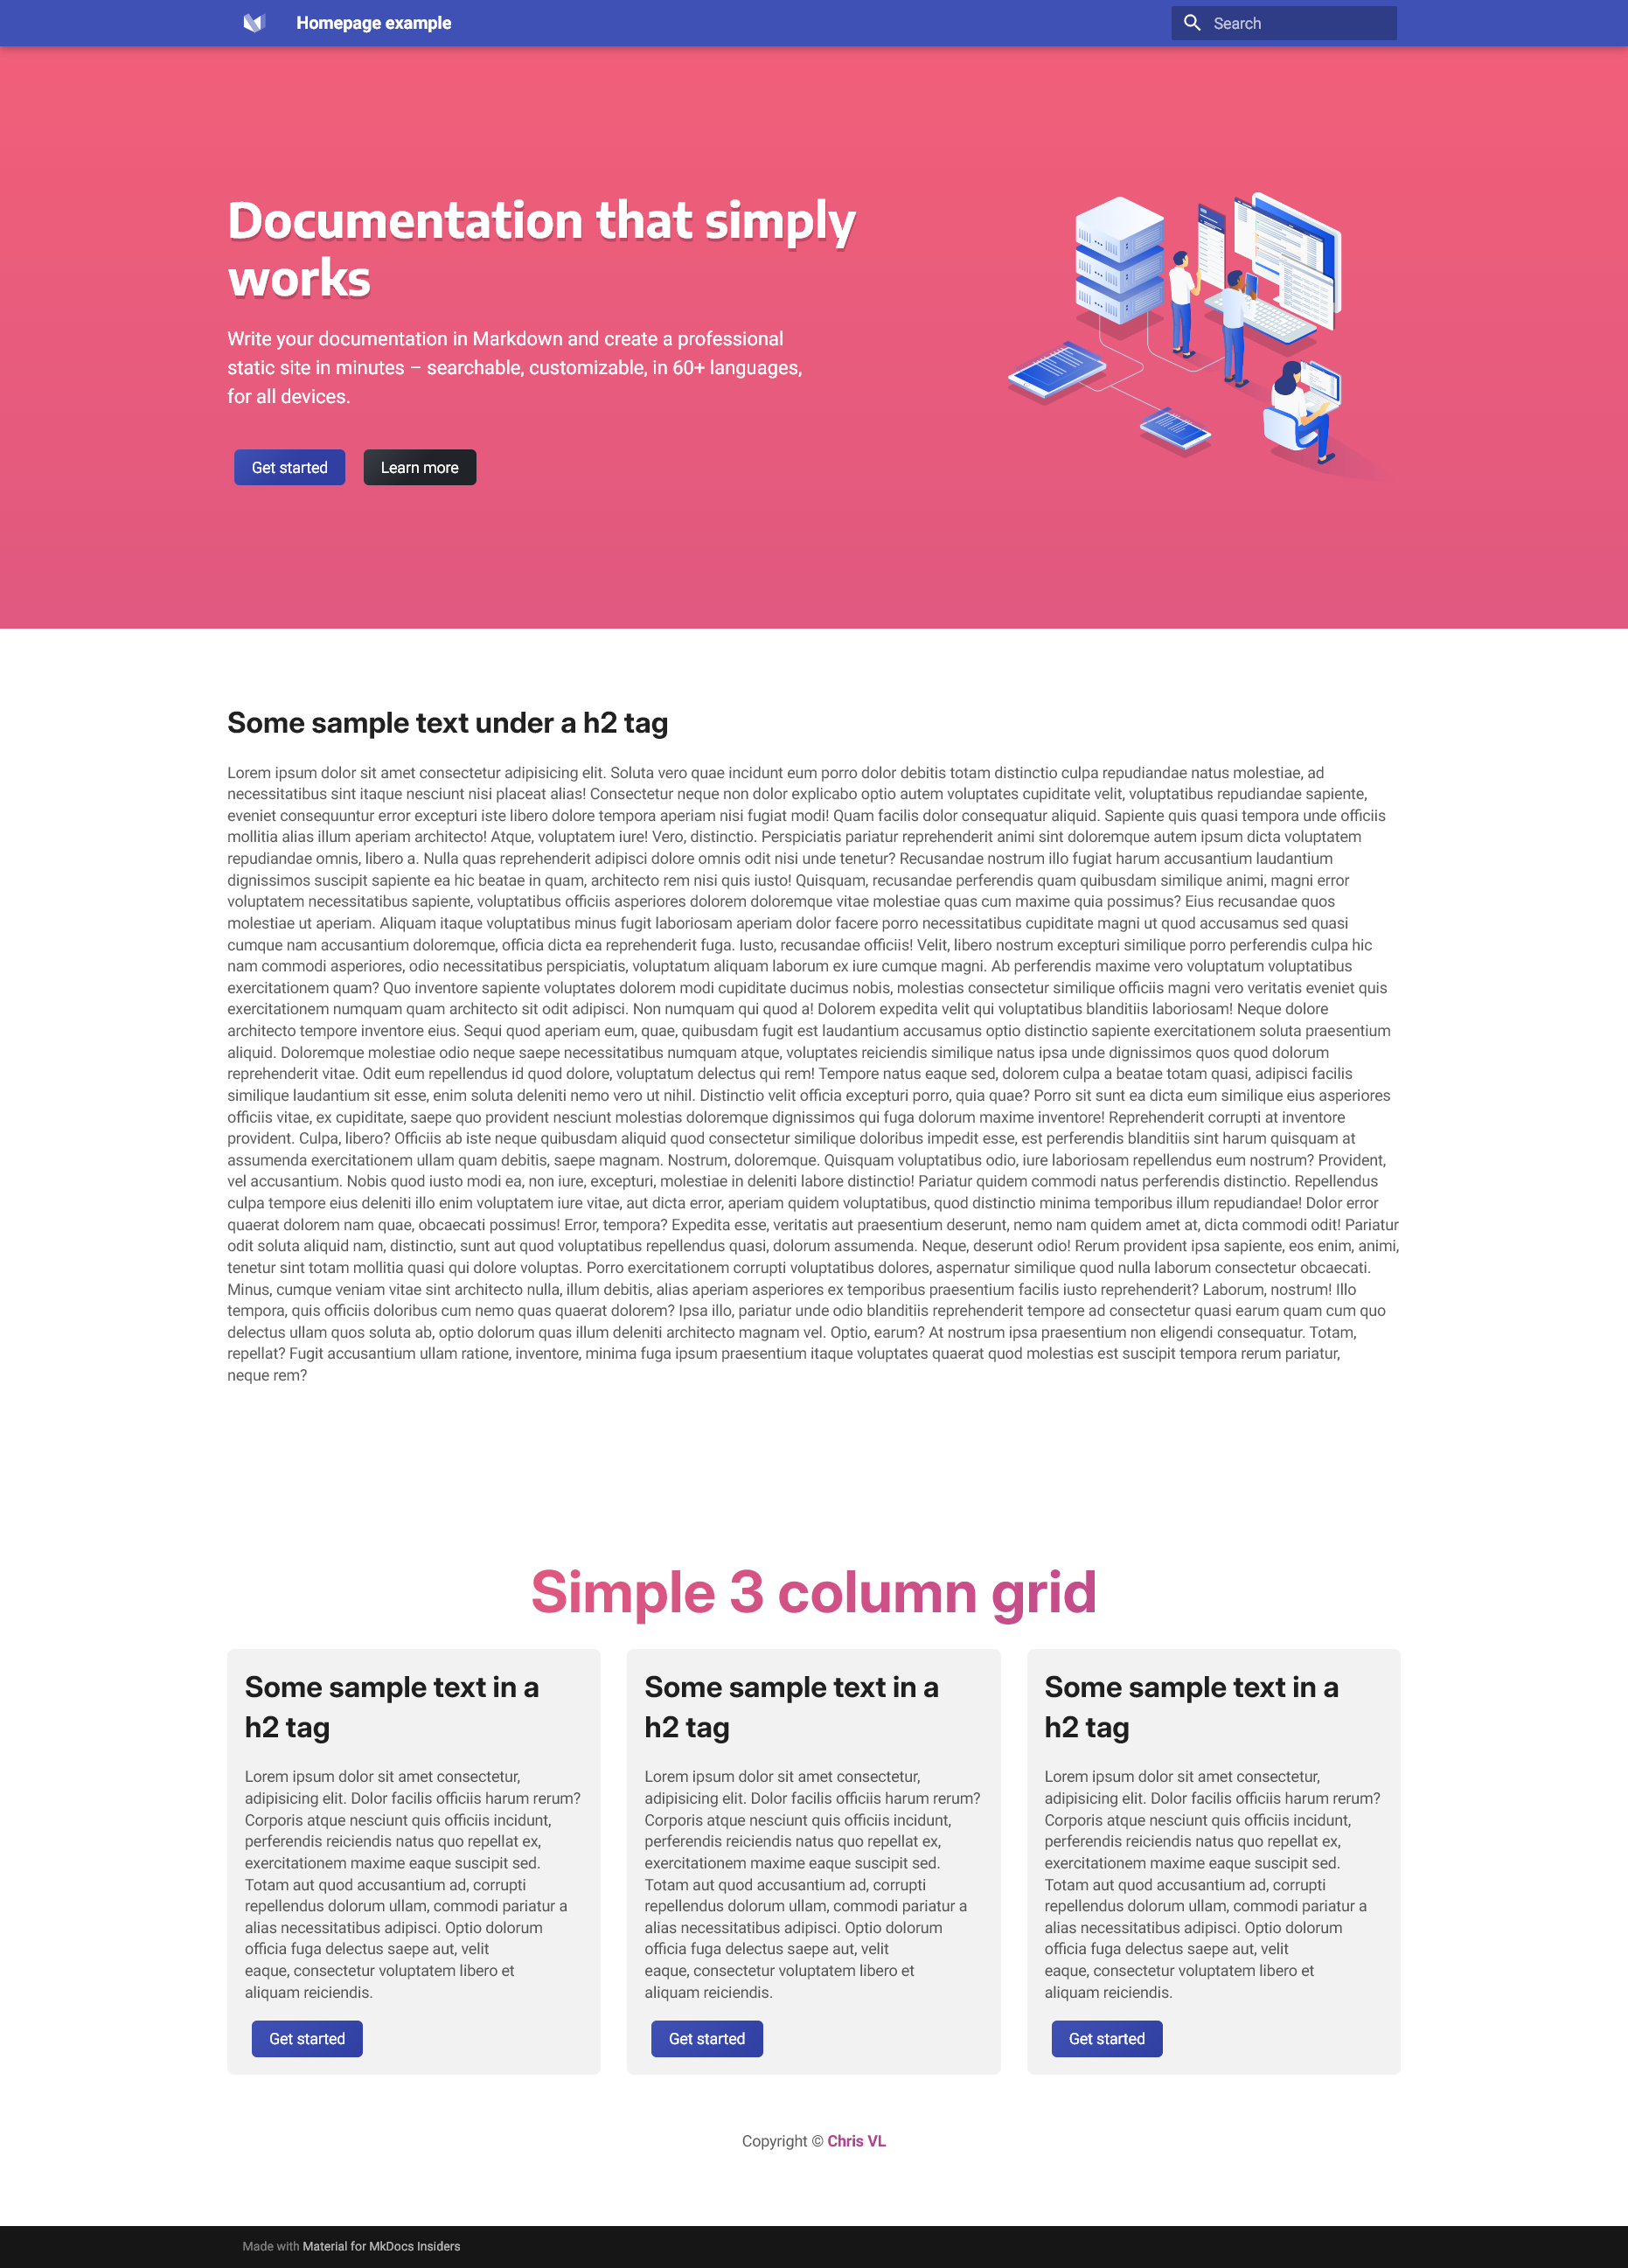 Homepage example
Search
Documentation that simply
works
Write your documentation in Markdown and create a professional
static site in minutes – searchable, customizable, in 60+ languages,
for all devices.
Get started
Learn more
Some sample text under a h2 tag
Lorem ipsum dolor sit amet consectetur adipisicing elit. Soluta vero quae incidunt eum porro dolor debitis totam distinctio culpa repudiandae natus molestiae, ad
necessitatibus sint itaque nesciunt nisi placeat alias! Consectetur neque non dolor explicabo optio autem voluptates cupiditate velit, voluptatibus repudiandae sapiente,
eveniet consequuntur error excepturi iste libero dolore tempora aperiam nisi fugiat modi! Quam facilis dolor consequatur aliquid. Sapiente quis quasi tempora unde officiis
mollitia alias illum aperiam architecto! Atque, voluptatem iure! Vero, distinctio. Perspiciatis pariatur reprehenderit animi sint doloremque autem ipsum dicta voluptatem
repudiandae omnis, libero a. Nulla quas reprehenderit adipisci dolore omnis odit nisi unde tenetur? Recusandae nostrum illo fugiat harum accusantium laudantium
dignissimos suscipit sapiente ea hic beatae in quam, architecto rem nisi quis iusto! Quisquam, recusandae perferendis quam quibusdam similique animi, magni error
voluptatem necessitatibus sapiente, voluptatibus officiis asperiores dolorem doloremque vitae molestiae quas cum maxime quia possimus? Eius recusandae quos
molestiae ut aperiam. Aliquam itaque voluptatibus minus fugit laboriosam aperiam dolor facere porro necessitatibus cupiditate magni ut quod accusamus sed quasi
cumque nam accusantium doloremque, officia dicta ea reprehenderit fuga. Iusto, recusandae officiis! Velit, libero nostrum excepturi similique porro perferendis culpa hic
nam commodi asperiores, odio necessitatibus perspiciatis, voluptatum aliquam laborum ex iure cumque magni. Ab perferendis maxime vero voluptatum voluptatibus
exercitationem quam? Quo inventore sapiente voluptates dolorem modi cupiditate ducimus nobis, molestias consectetur similique officiis magni vero veritatis eveniet quis
exercitationem numquam quam architecto sit odit adipisci. Non numquam qui quod a! Dolorem expedita velit qui voluptatibus blanditiis laboriosam! Neque dolore
architecto tempore inventore eius. Sequi quod aperiam eum, quae, quibusdam fugit est laudantium accusamus optio distinctio sapiente exercitationem soluta praesentium
aliquid. Doloremque molestiae odio neque saepe necessitatibus numquam atque, voluptates reiciendis similique natus ipsa unde dignissimos quos quod dolorum
reprehenderit vitae. Odit eum repellendus id quod dolore, voluptatum delectus qui rem! Tempore natus eaque sed, dolorem culpa a beatae totam quasi, adipisci facilis
similique laudantium sit esse, enim soluta deleniti nemo vero ut nihil. Distinctio velit officia excepturi porro, quia quae? Porro sit sunt ea dicta eum similique eius asperiores
officiis vitae, ex cupiditate, saepe quo provident nesciunt molestias doloremque dignissimos qui fuga dolorum maxime inventore! Reprehenderit corrupti at inventore
provident. Culpa, libero? Officiis ab iste neque quibusdam aliquid quod consectetur similique doloribus impedit esse, est perferendis blanditiis sint harum quisquam at
assumenda exercitationem ullam quam debitis, saepe magnam. Nostrum, doloremque. Quisquam voluptatibus odio, iure laboriosam repellendus eum nostrum? Provident,
vel accusantium. Nobis quod iusto modi ea, non iure, excepturi, molestiae in deleniti labore distinctio! Pariatur quidem commodi natus perferendis distinctio. Repellendus
culpa tempore eius deleniti illo enim voluptatem iure vitae, aut dicta error, aperiam quidem voluptatibus, quod distinctio minima temporibus illum repudiandae! Dolor error
quaerat dolorem nam quae, obcaecati possimus! Error, tempora? Expedita esse, veritatis aut praesentium deserunt, nemo nam quidem amet at, dicta commodi odit! Pariatur
odit soluta aliquid nam, distinctio, sunt aut quod voluptatibus repellendus quasi, dolorum assumenda. Neque, deserunt odio! Rerum provident ipsa sapiente, eos enim, animi,
tenetur sint totam mollitia quasi qui dolore voluptas. Porro exercitationem corrupti voluptatibus dolores, aspernatur similique quod nulla laborum consectetur obcaecati.
Minus, cumque veniam vitae sint architecto nulla, illum debitis, alias aperiam asperiores ex temporibus praesentium facilis iusto reprehenderit? Laborum, nostrum! Illo
tempora, quis officiis doloribus cum nemo quas quaerat dolorem? Ipsa illo, pariatur unde odio blanditiis reprehenderit tempore ad consectetur quasi earum quam cum quo
delectus ullam quos soluta ab, optio dolorum quas illum deleniti architecto magnam vel. Optio, earum? At nostrum ipsa praesentium non eligendi consequatur. Totam,
repellat? Fugit accusantium ullam ratione, inventore, minima fuga ipsum praesentium itaque voluptates quaerat quod molestias est suscipit tempora rerum pariatur,
neque rem?
Simple 3 column grid
Some sample text in a
h2 tag
Lorem ipsum dolor sit amet consectetur,
adipisicing elit. Dolor facilis officiis harum rerum?
Corporis atque nesciunt quis officiis incidunt,
perferendis reiciendis natus quo repellat ex,
exercitationem maxime eaque suscipit sed.
Totam aut quod accusantium ad, corrupti
repellendus dolorum ullam, commodi pariatur a
alias necessitatibus adipisci. Optio dolorum
officia fuga delectus saepe aut, velit
eaque, consectetur voluptatem libero et
aliquam reiciendis.
Get started
Some sample text in a
h2 tag
Lorem ipsum dolor sit amet consectetur,
adipisicing elit. Dolor facilis officiis harum rerum?
Corporis atque nesciunt quis officiis incidunt,
perferendis reiciendis natus quo repellat ex,
exercitationem maxime eaque suscipit sed.
Totam aut quod accusantium ad, corrupti
repellendus dolorum ullam, commodi pariatur a
alias necessitatibus adipisci. Optio dolorum
officia fuga delectus saepe aut, velit
eaque, consectetur voluptatem libero et
aliquam reiciendis.
Get started
Some sample text in a
h2 tag
Lorem ipsum dolor sit amet consectetur,
adipisicing elit. Dolor facilis officiis harum rerum?
Corporis atque nesciunt quis officiis incidunt,
perferendis reiciendis natus quo repellat ex,
exercitationem maxime eaque suscipit sed.
Totam aut quod accusantium ad, corrupti
repellendus dolorum ullam, commodi pariatur a
alias necessitatibus adipisci. Optio dolorum
officia fuga delectus saepe aut, velit
eaque, consectetur voluptatem libero et
aliquam reiciendis.
Get started
Copyright © Chris VL
Made with Material for MkDocs Insiders